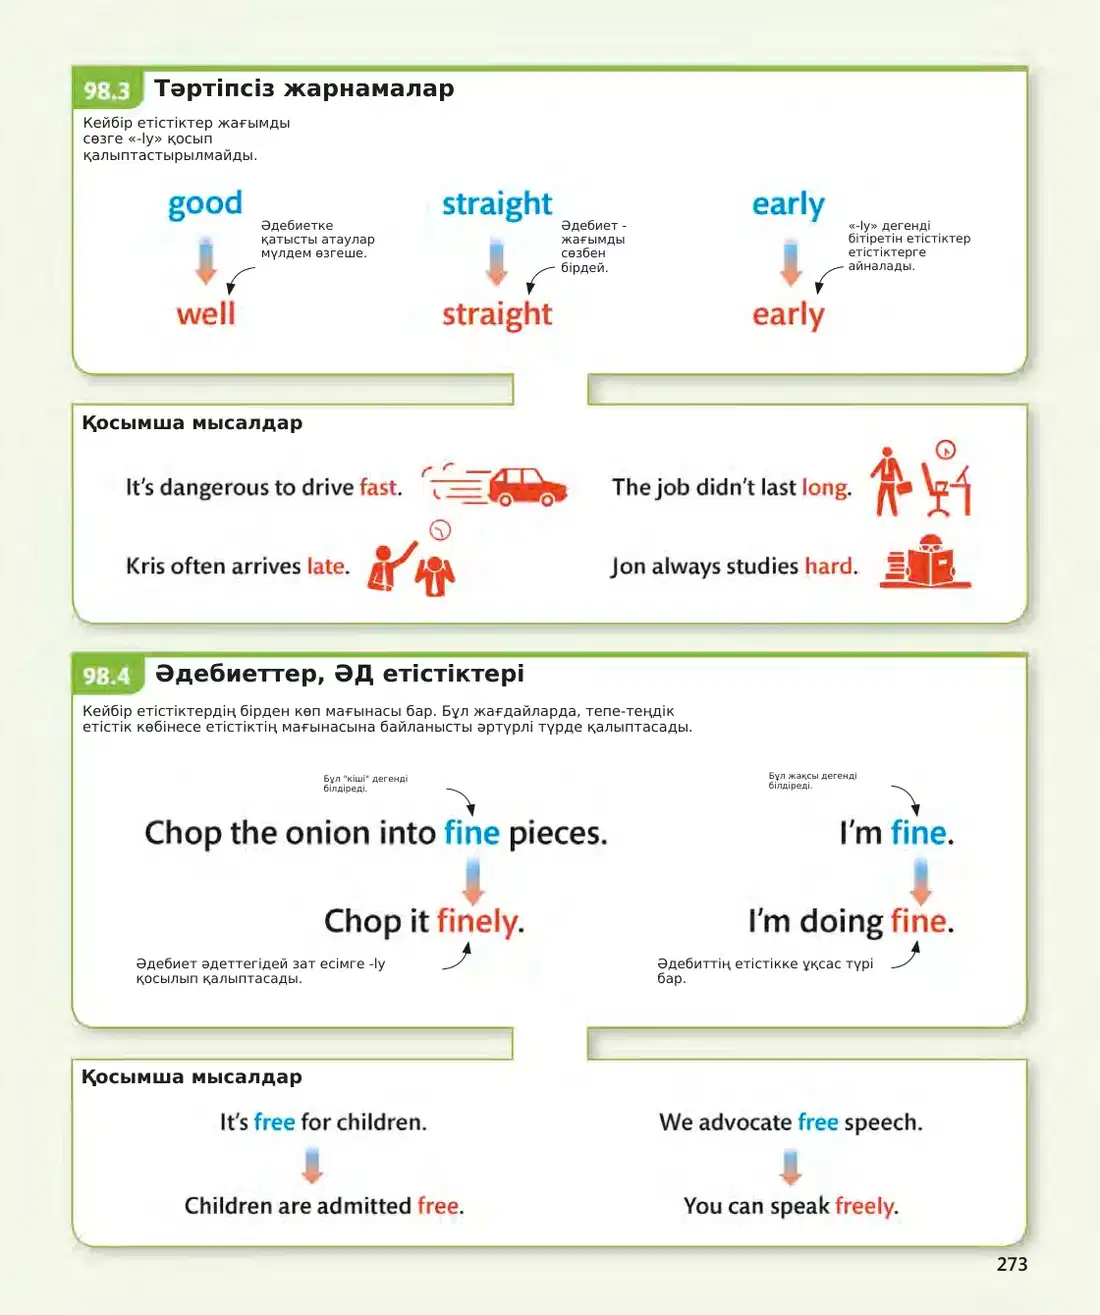 98.3 Тәртіпсіз жарнамалар
Кейбір етістіктер жағымды
сөзге «-ly» қосып
қалыптастырылмайды.
good
straight
early
Әдебиетке
қатысты атаулар
мүлдем өзгеше.
Әдебиет -
жағымды
сөзбен
бірдей.
«-ly» дегенді
бітіретін етістіктер
етістіктерге
айналады.
well
straight
early
Қосымша мысалдар
It's dangerous to drive fast.
The job didn't last long.
Kris often arrives late.
Jon always studies hard.
98.4 Әдебиеттер, ӘД етістіктері
Кейбір етістіктердің бірден көп мағынасы бар. Бұл жағдайларда, тепе-теңдік
етістік көбінесе етістіктің мағынасына байланысты әртүрлі түрде қалыптасады.
Бұл "кіші" дегенді
білдіреді.
Бұл жақсы дегенді
білдіреді.
Chop the onion into fine pieces.
I'm fine.
Chop it finely.
I'm doing fine.
Әдебиет әдеттегідей зат есімге -ly
қосылып қалыптасады.
Әдебиттің етістікке ұқсас түрі
бар.
Қосымша мысалдар
It's free for children.
We advocate free speech.
Children are admitted free.
You can speak freely.
273